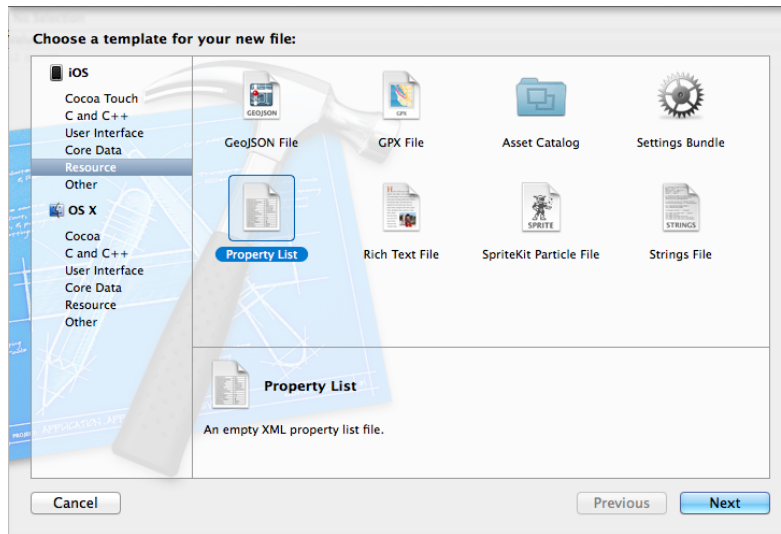 Choose a template for your new file:
iOS
Cocoa Touch
C and C++
User Interface
Core Data
Resource
Other
OS X
Cocoa
C and C++
User Interface
Core Data
Resource
Other
GEOJSON
GPX
GeoJSON File
GPX File
Asset Catalog
Settings Bundle
SPRITE
STRINGS
Property List
Rich Text File
SpriteKit Particle File
Strings File
Property List
An empty XML property list file.
PROJECT APPLICATION APP
Cancel
Previous
Next